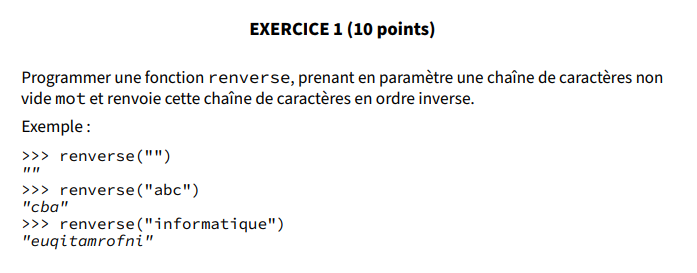 EXERCICE 1 (10 points)
Programmer une fonction renverse, prenant en paramètre une chaîne de caractères non
vide mot et renvoie cette chaîne de caractères en ordre inverse.
Exemple :
>>> renverse("")
""
>>> renverse("abc")
"cba"
>>> renverse("informatique")
"euqitamrofni"